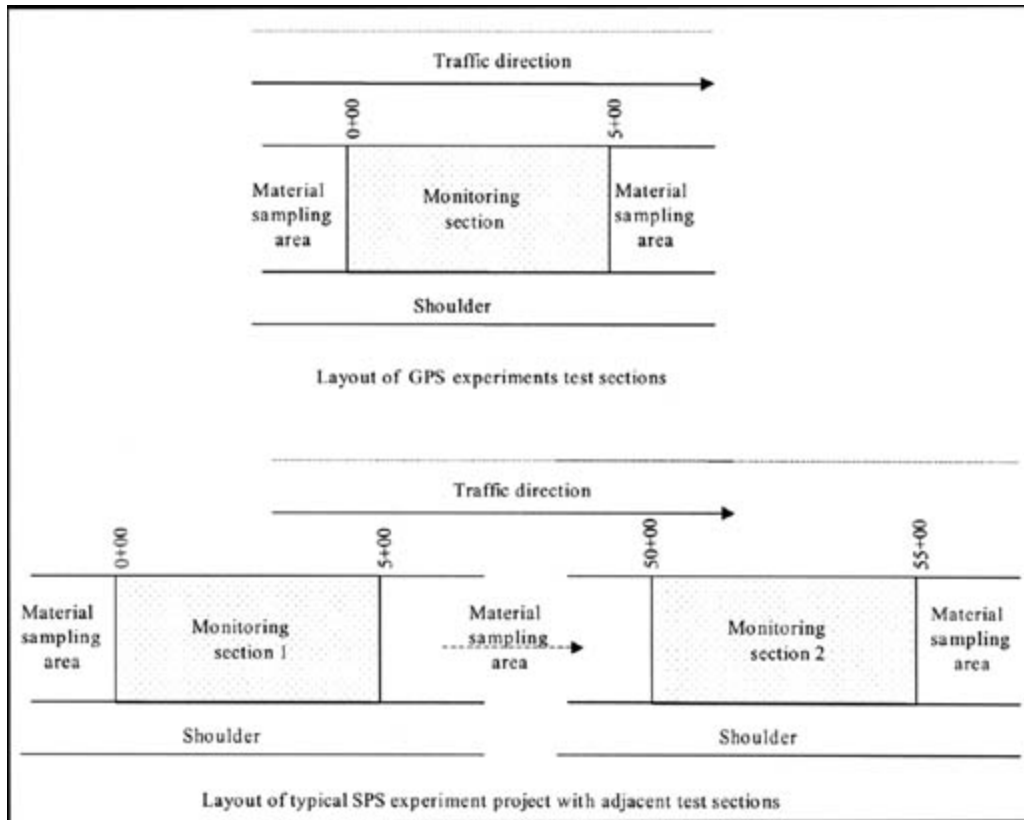 Traffic direction
0+00
5+00
Material
sampling
area
Monitoring
section
Material
sampling
area
Shoulder
Layout of GPS experiments test sections
Traffic direction
0+00
5+00
50+00
55+00
Material
sampling
area
Monitoring
section 1
Material
sampling
area
Monitoring
section 2
Material
sampling
area
Shoulder
Shoulder
Layout of typical SPS experiment project with adjacent test sections